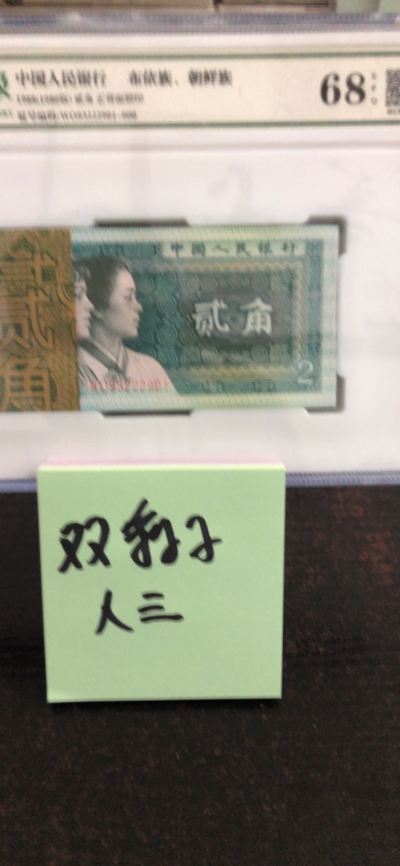 中国人民银行 布依族、朝鲜族
68
中国人民银行
贰角
贰角
2
双豹子
人三